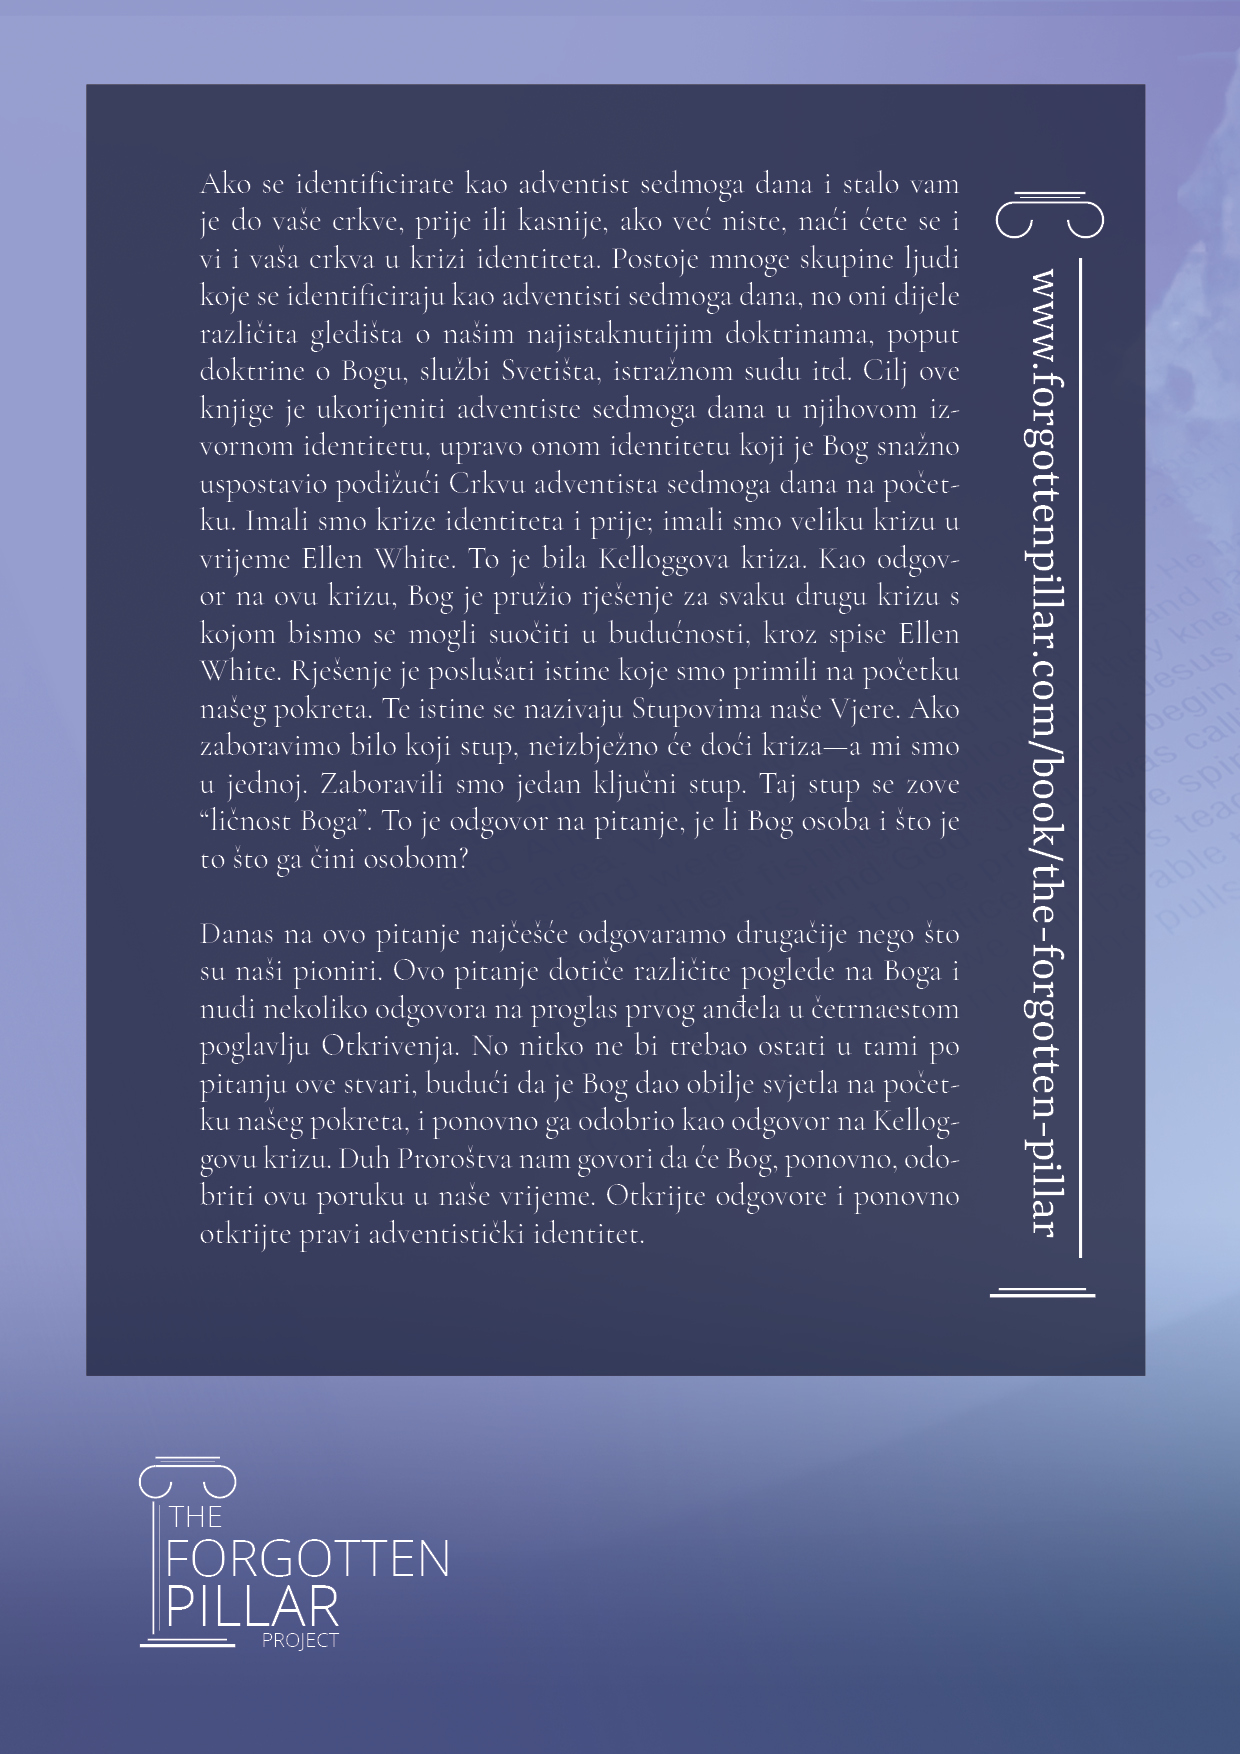 Ako se identificirate kao adventist sedmoga dana i stalo vam
je do vaše crkve, prije ili kasnije, ako već niste, naći ćete se i
vi i vaša crkva u krizi identiteta. Postoje mnoge skupine ljudi
koje se identificiraju kao adventisti sedmoga dana, no oni dijele
različita gledišta o našim najistaknutijim doktrinama, poput
doktrine o Bogu, službi Svetišta, istražnom sudu itd. Cilj ove
knjige je ukorijeniti adventiste sedmoga dana u njihovom iz-
vornom identitetu, upravo onom identitetu koji je Bog snažno
uspostavio podižući Crkvu adventista sedmoga dana na počet-
ku. Imali smo krize identiteta i prije; imali smo veliku krizu u
vrijeme Ellen White. To je bila Kelloggova kriza. Kao odgov-
or na ovu krizu, Bog je pružio rješenje za svaku drugu krizu s
kojom bismo se mogli suočiti u budućnosti, kroz spise Ellen
White. Rješenje je poslušati istine koje smo primili na početku
našeg pokreta. Te istine se nazivaju Stupovima naše Vjere. Ako
zaboravimo bilo koji stup, neizbježno će doći kriza—a mi smo
u jednoj. Zaboravili smo jedan ključni stup. Taj stup se zove
“ličnost Boga”. To je odgovor na pitanje, je li Bog osoba i što je
to što ga čini osobom?
Danas na ovo pitanje najčešće odgovaramo drugačije nego što
su naši pioniri. Ovo pitanje dotiče različite poglede na Boga i
nudi nekoliko odgovora na proglas prvog anđela u četrnaestom
poglavlju Otkrivenja. No nitko ne bi trebao ostati u tami po
pitanju ove stvari, budući da je Bog dao obilje svjetla na počet-
ku našeg pokreta, i ponovno ga odobrio kao odgovor na Kellog-
govu krizu. Duh Proroštva nam govori da će Bog, ponovno, odo-
briti ovu poruku u naše vrijeme. Otkrijte odgovore i ponovno
otkrijte pravi adventistički identitet.
www.forgottenpillar.com/book/the-forgotten-pillar
THE
FORGOTTEN
PILLAR
PROJECT